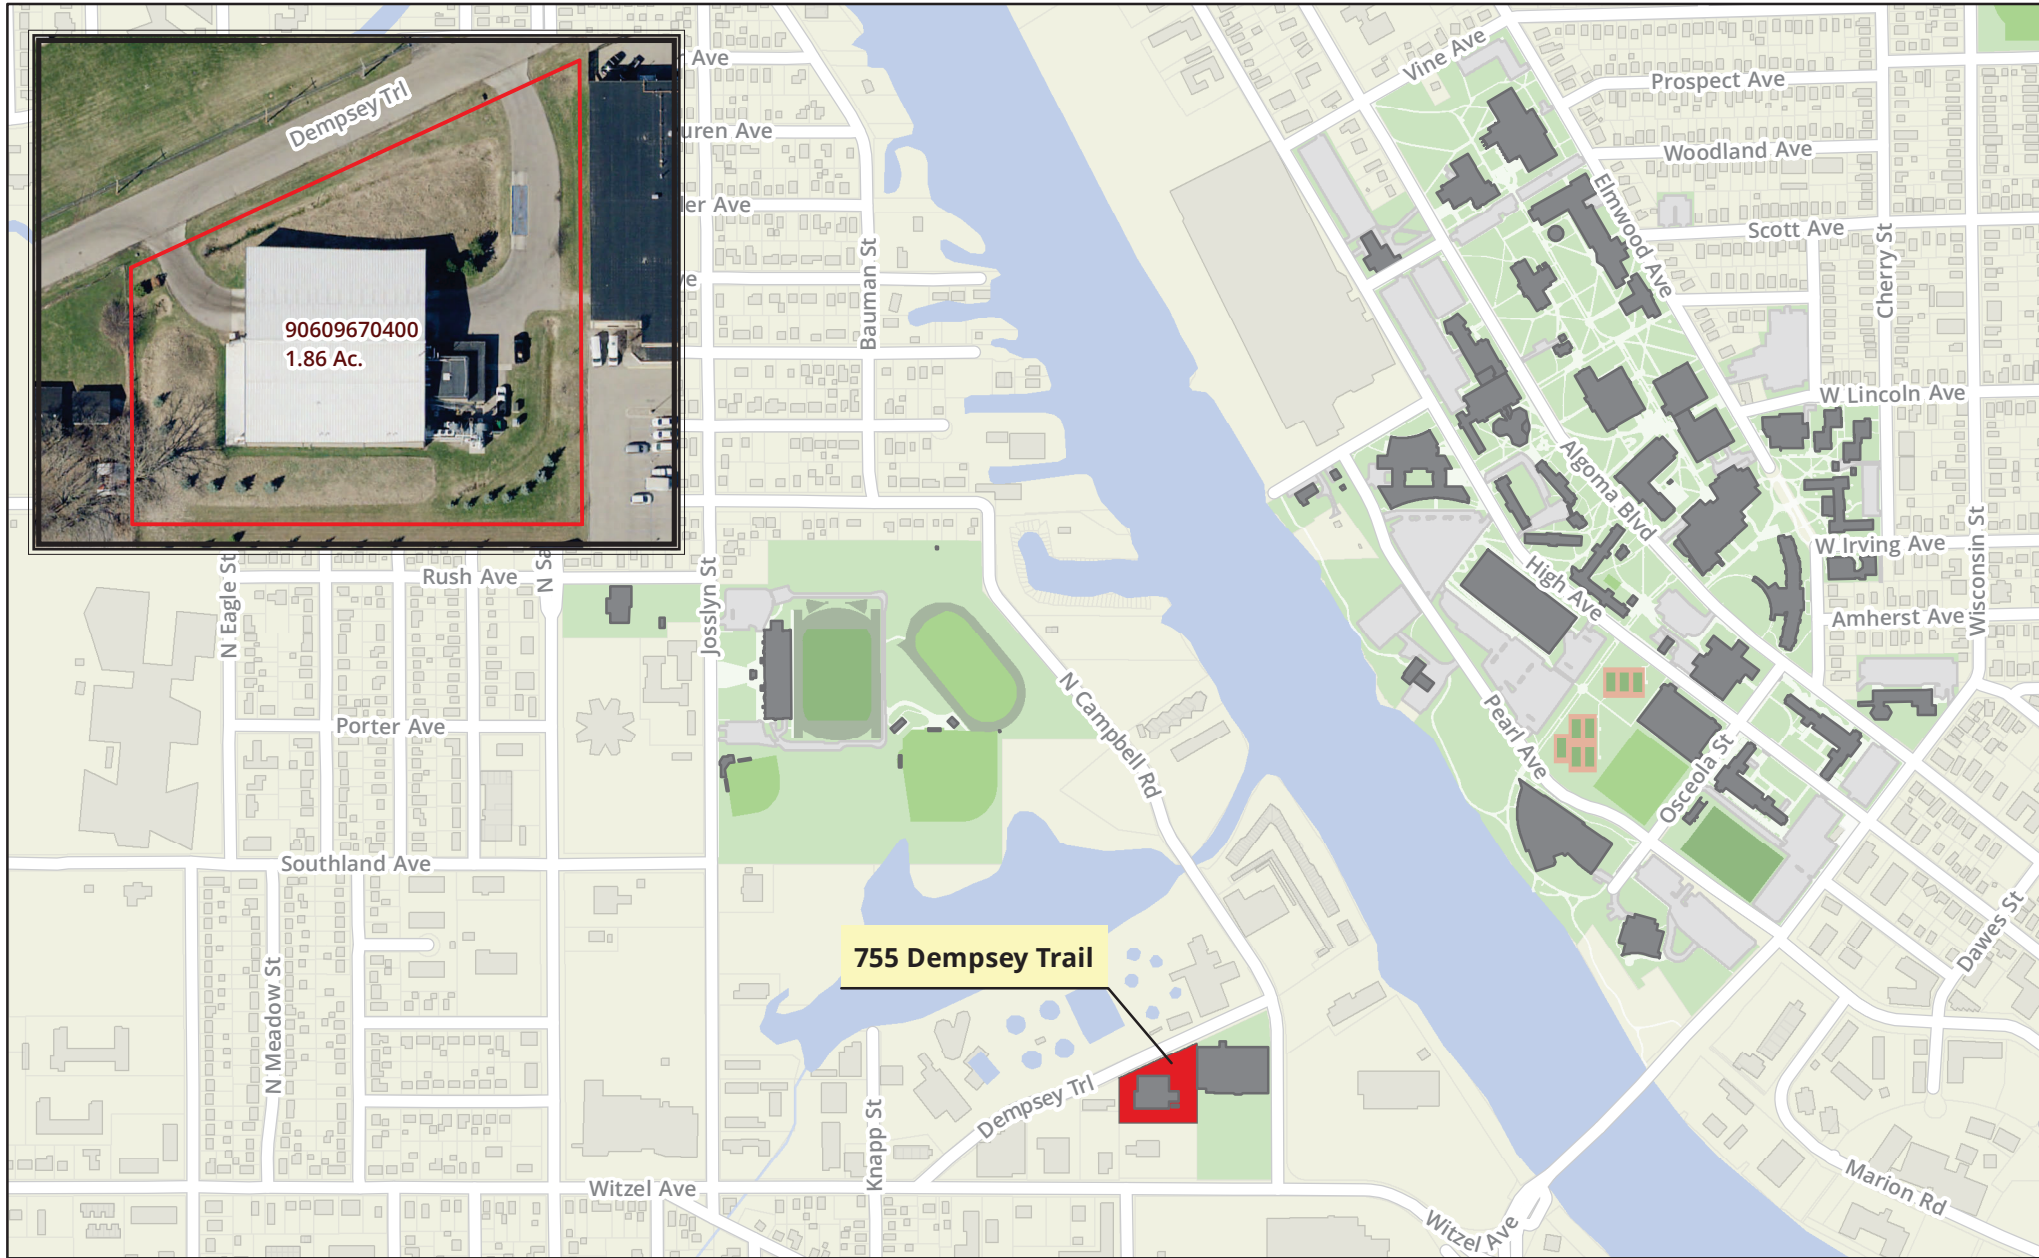 Dempsey Trl
90609670400
1.86 Ac.
Ave
Ave
Bauman St
Vine Ave
Prospect Ave
Woodland Ave
Elmwood Ave
Scott Ave
Cherry St
W Lincoln Ave
Algoma Blvd
W Irving Ave
Wisconsin St
High Ave
Amherst Ave
N Eagle St
Rush Ave
N
Josslyn St
Porter Ave
N Campbell Rd
Pearl Ave
Osceola St
Southland Ave
Dawes St
755 Dempsey Trail
N Meadow St
Dempsey Trl
Knapp St
Witzel Ave
Marion Rd
Witzel Ave